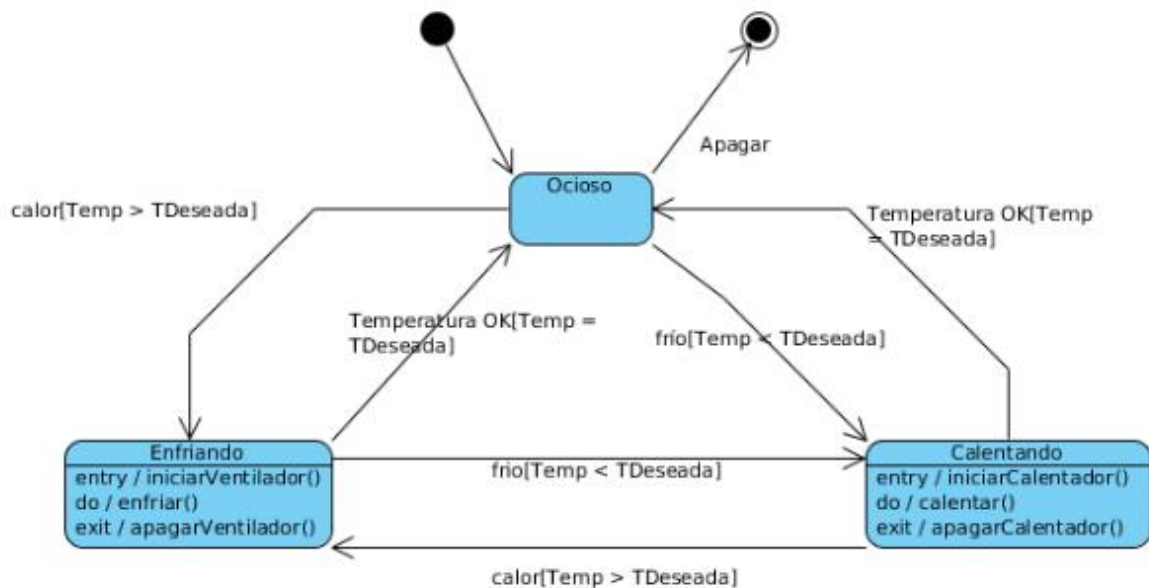 Apagar
Ocioso
calor[Temp > TDeseada]
Temperatura OK[Temp
= TDeseada]
Temperatura OK[Temp =
TDeseada]
frío[Temp < TDeseada]
Enfriando
entry / iniciarVentilador()
do / enfriar()
exit / apagarVentilador()
frio[Temp < TDeseada]
Calentando
entry / iniciarCalentador()
do / calentar()
exit / apagarCalentador()
calor[Temp > TDeseada]